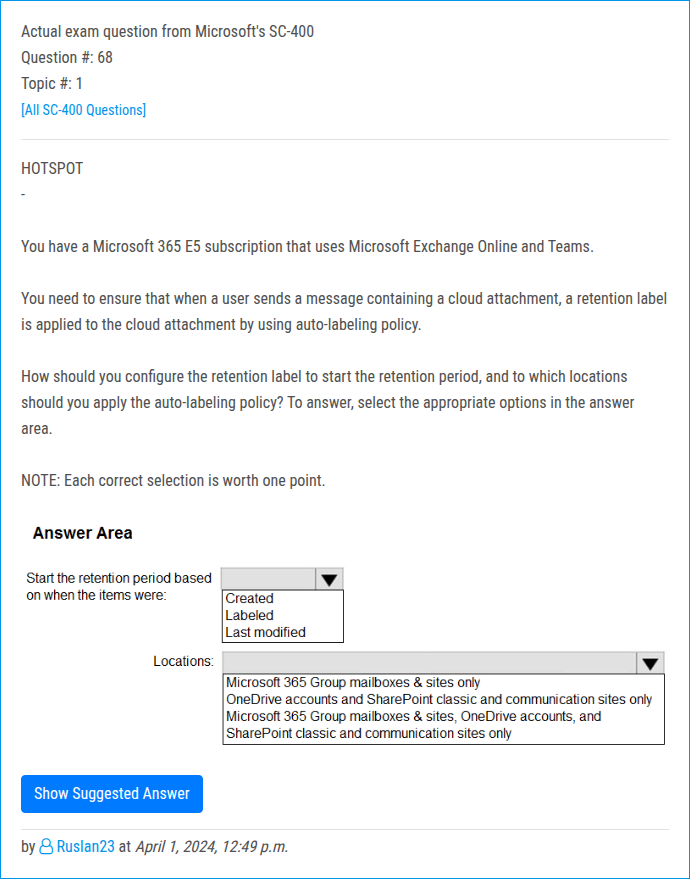 Actual exam question from Microsoft's SC-400
Question #: 68
Topic #: 1
[All SC-400 Questions]
HOTSPOT
-
You have a Microsoft 365 E5 subscription that uses Microsoft Exchange Online and Teams.
You need to ensure that when a user sends a message containing a cloud attachment, a retention label
is applied to the cloud attachment by using auto-labeling policy.
How should you configure the retention label to start the retention period, and to which locations
should you apply the auto-labeling policy? To answer, select the appropriate options in the answer
area.
NOTE: Each correct selection is worth one point.
Answer Area
Start the retention period based
on when the items were:
Created
Labeled
Last modified
Locations:
Microsoft 365 Group mailboxes & sites only
OneDrive accounts and SharePoint classic and communication sites only
Microsoft 365 Group mailboxes & sites, OneDrive accounts, and
SharePoint classic and communication sites only
Show Suggested Answer
by Ruslan23 at April 1, 2024, 12:49 p.m.